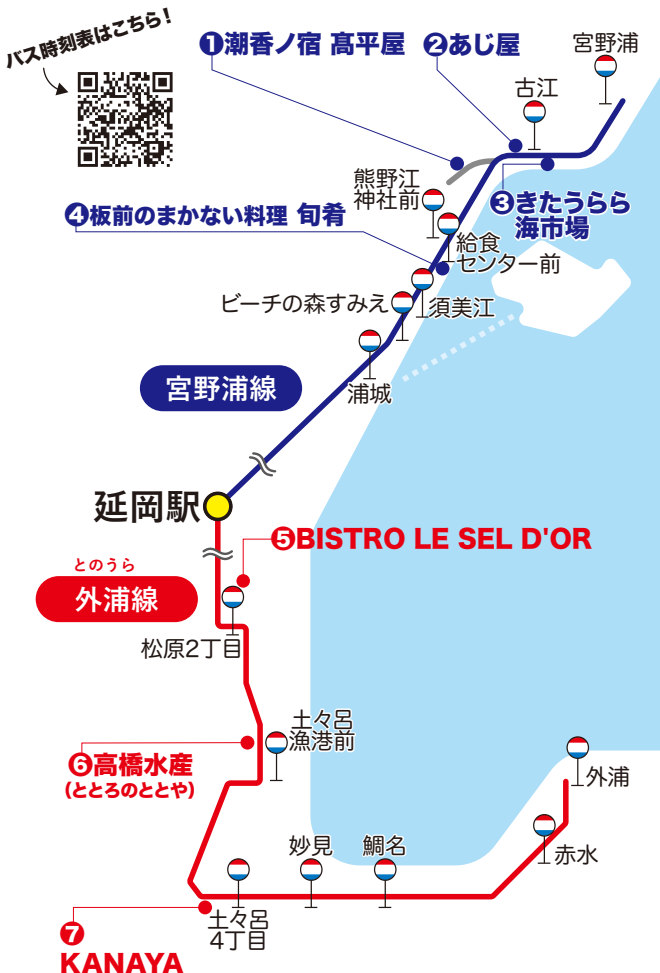 バス時刻表はこちら！
❶潮香ノ宿 髙平屋
❷あじ屋
宮野浦
古江
熊野江
神社前
❸きたうらら
海市場
❹板前のまかない料理 旬肴
給食
センター前
ビーチの森すみえ
須美江
浦城
宮野浦線
延岡駅
❺BISTRO LE SEL D'OR
とのうら
外浦線
松原2丁目
土々呂
漁港前
❻高橋水産
(ととろのととや)
外浦
赤水
妙見
鯛名
土々呂
4丁目
❼
KANAYA